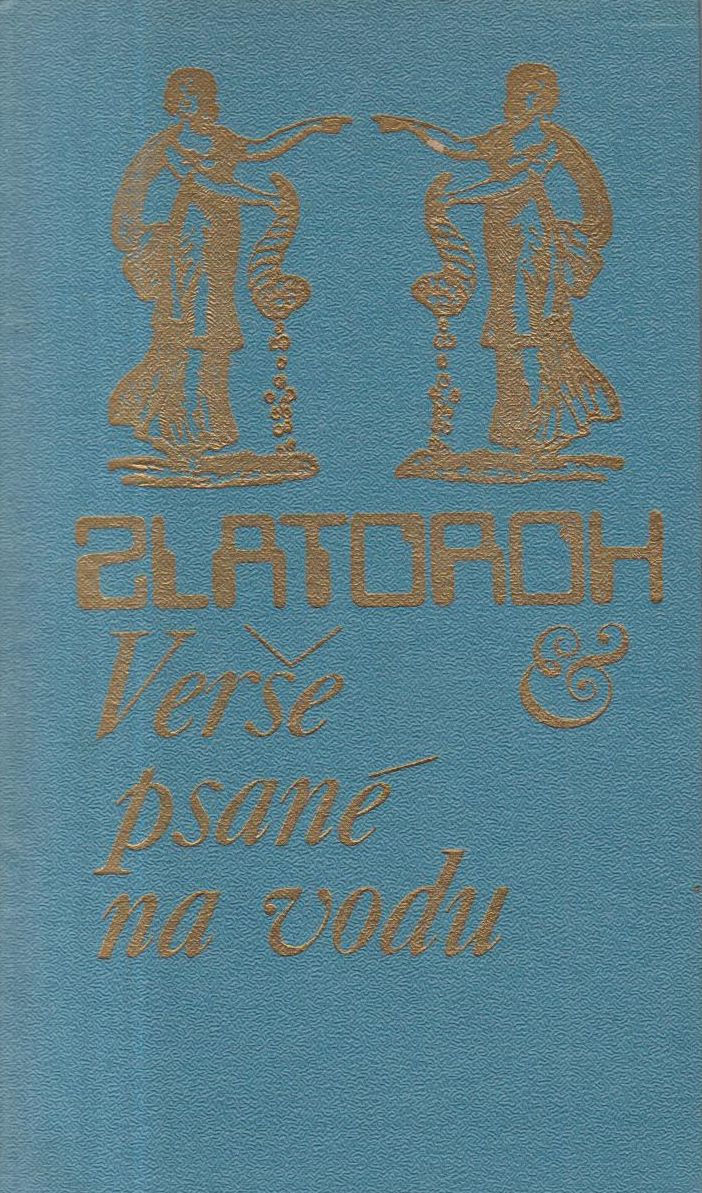 ZLATOROH
Verše &
psané
na vodu